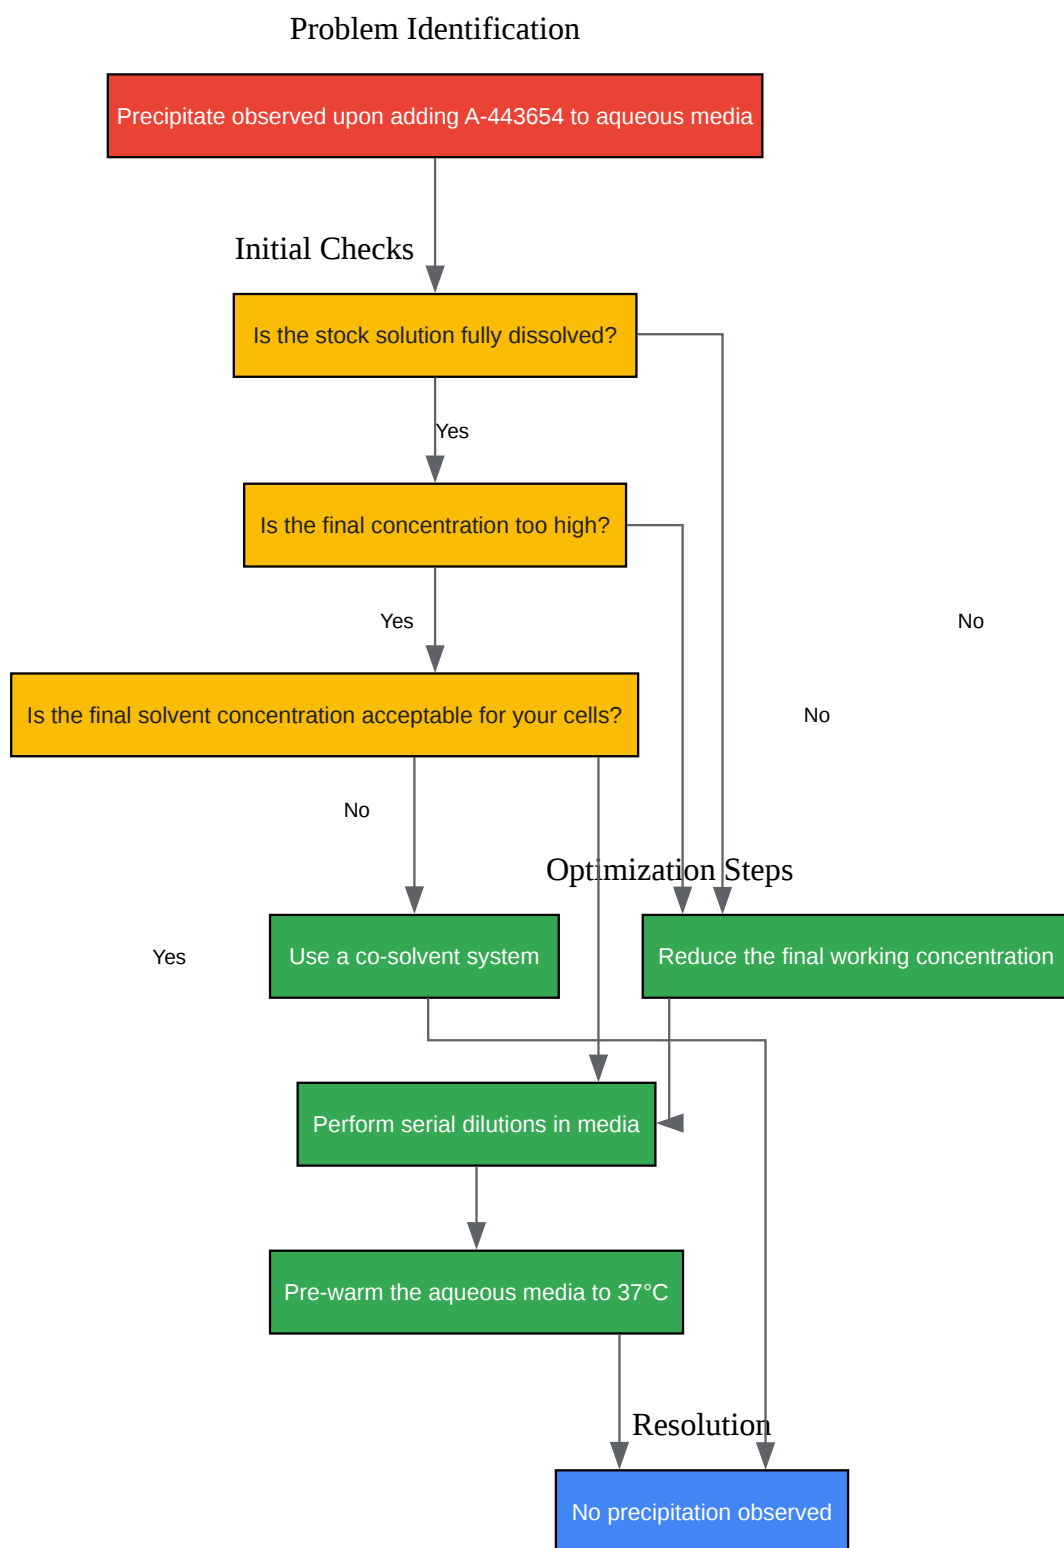 Problem Identification
Precipitate observed upon adding A-443654 to aqueous media
Initial Checks
Is the stock solution fully dissolved?
Yes
Is the final concentration too high?
Yes
No
Is the final solvent concentration acceptable for your cells?
No
No
Optimization Steps
Yes
Use a co-solvent system
Reduce the final working concentration
Perform serial dilutions in media
Pre-warm the aqueous media to 37°C
Resolution
No precipitation observed